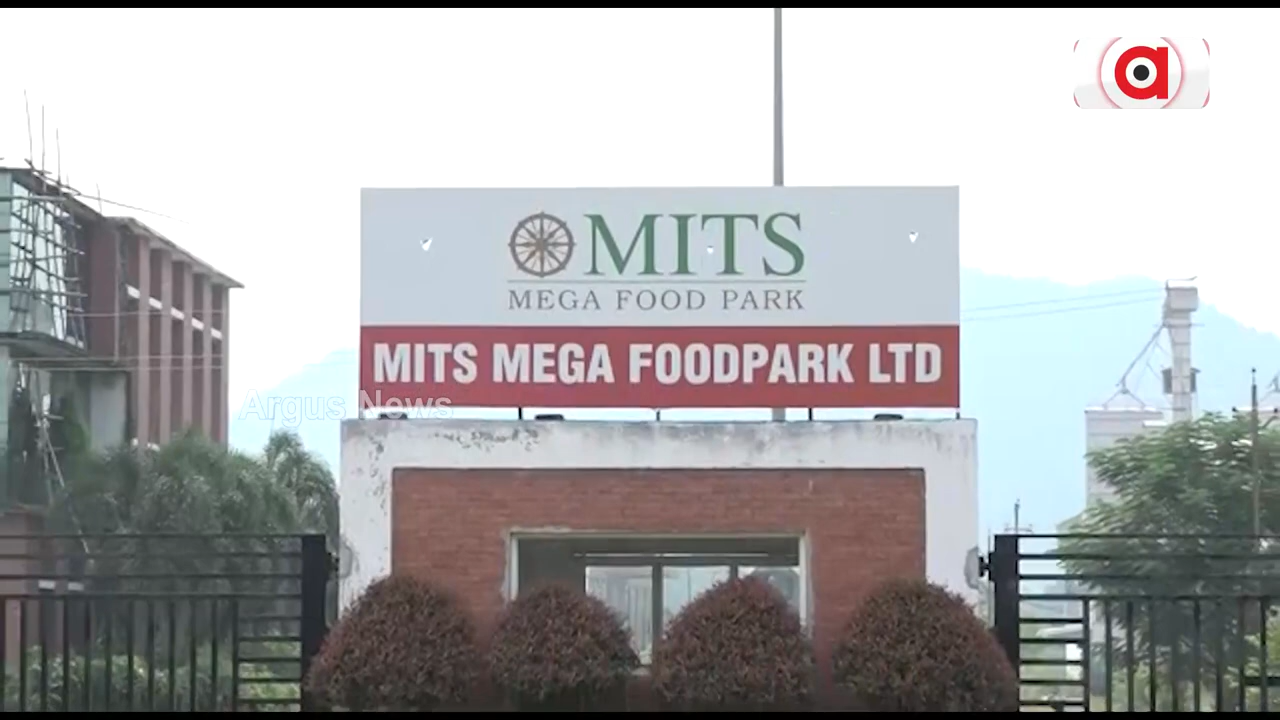 a
MITS
MEGA FOOD PARK
MITS MEGA FOODPARK LTD
Argus News